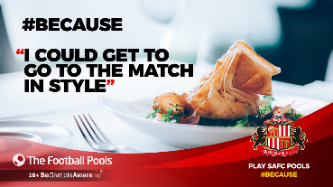 #BECAUSE
“I COULD GET TO
GO TO THE MATCH
IN STYLE”
The Football Pools
18+ BeGambleAware.org
PLAY SAFC POOLS
#BECAUSE